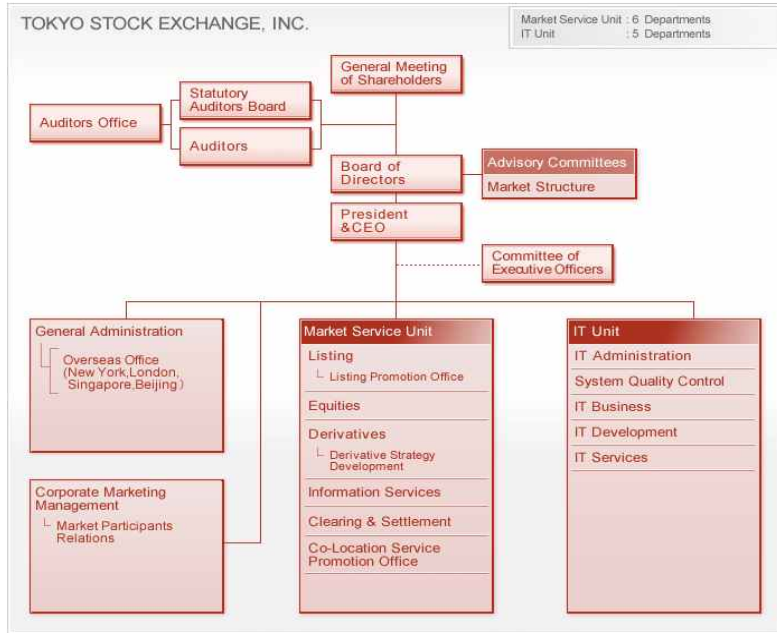 TOKYO STOCK EXCHANGE, INC.
Market Service Unit : 6 Departments
IT Unit : 5 Departments
General Meeting
of Shareholders
Statutory
Auditors Board
Auditors Office
Auditors
Board of
Directors
Advisory Committees
Market Structure
President
&CEO
Committee of
Executive Officers
General Administration
Overseas Office
(New York,London,
Singapore,Beijing)
Corporate Marketing
Management
Market Participants
Relations
Market Service Unit
Listing
Listing Promotion Office
Equities
Derivatives
Derivative Strategy
Development
Information Services
Clearing & Settlement
Co-Location Service
Promotion Office
IT Unit
IT Administration
System Quality Control
IT Business
IT Development
IT Services